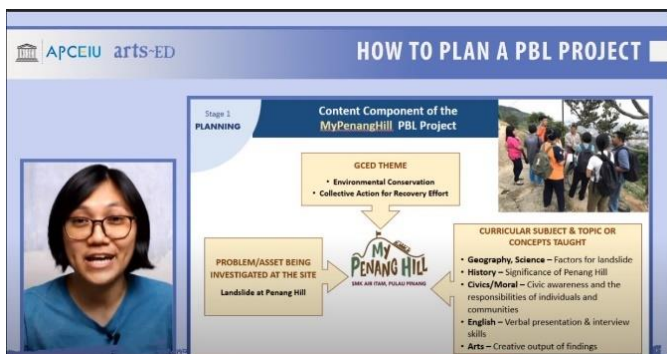 APCEIU arts-ED
HOW TO PLAN A PBL PROJECT
Stage 1
PLANNING
Content Component of the
MyPenangHill PBL Project
GCED THEME
• Environmental Conservation
• Collective Action for Recovery Effort
PROBLEM/ASSET BEING
INVESTIGATED AT THE SITE
Landslide at Penang Hill
My
PENANG HILL
SMK AIR ITAM, PULAU PINANG
CURRICULAR SUBJECT & TOPIC OR
CONCEPTS TAUGHT
• Geography, Science – Factors for landslide
• History – Significance of Penang Hill
• Civics/Moral – Civic awareness and the
responsibilities of individuals and
communities
• English – Verbal presentation & interview
skills
• Arts – Creative output of findings